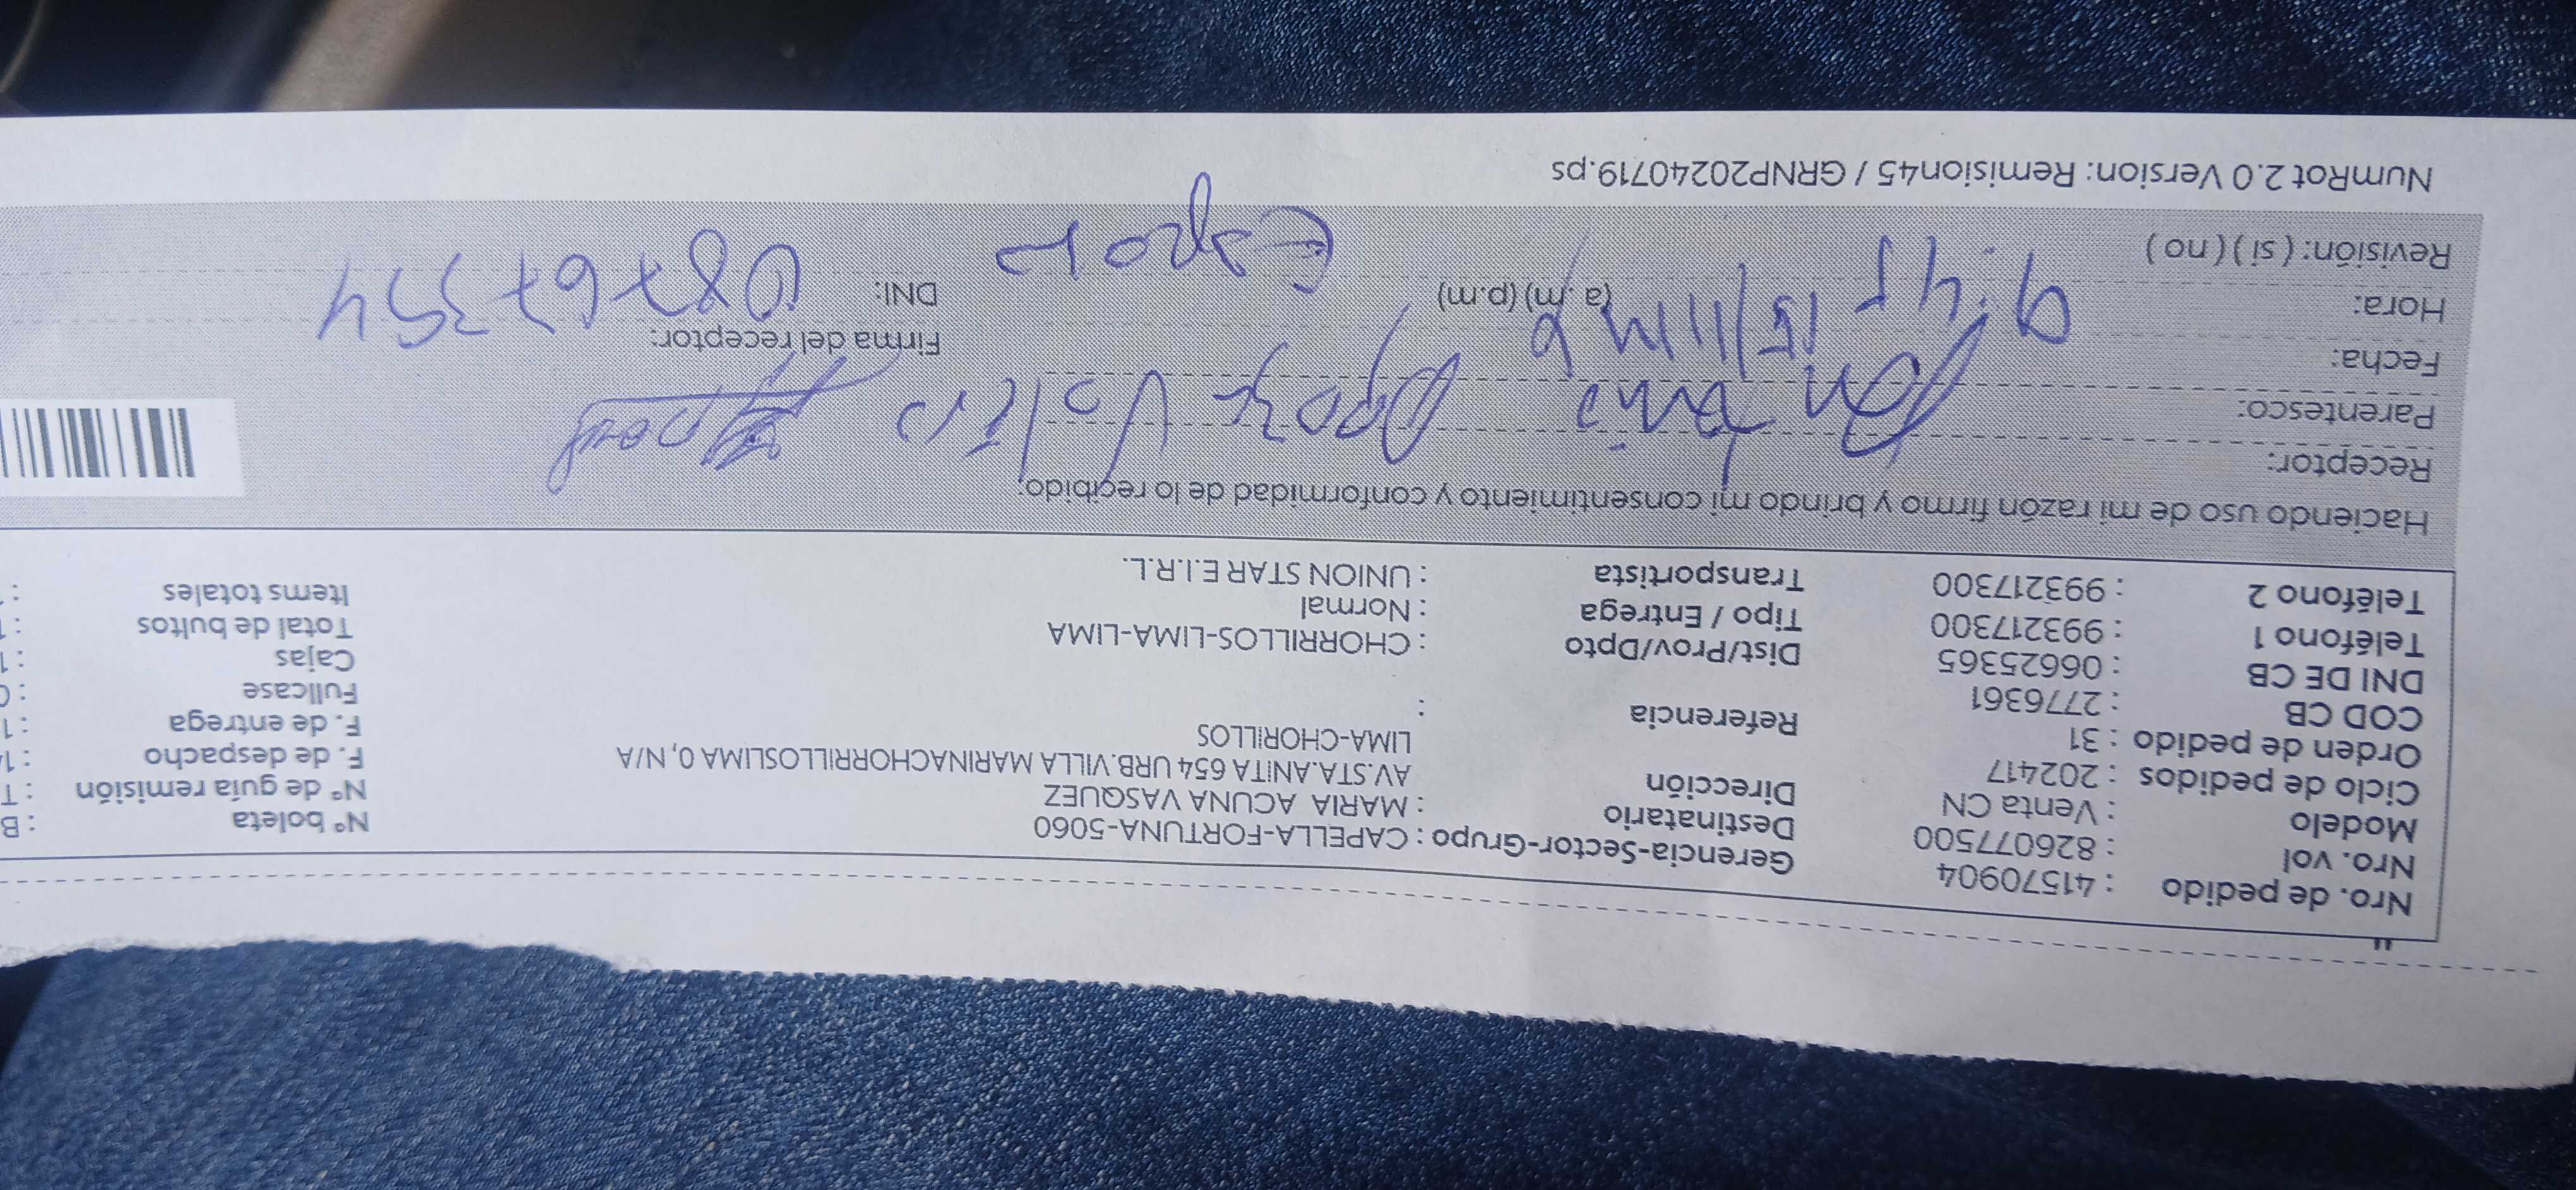 Nro. de pedido : 41570904 Gerencia-Sector-Grupo : CAPELLA-FORTUNA-5060 Nº boleta : B
Nro. vol : 826077500 Destinatario : MARIA ACUNA VASQUEZ Nº de guía remisión : T
Modelo : Venta CN Dirección AV.STA.ANITA 654 URB.VILLA MARINACHORRILLOSLIMA 0, N/A F. de despacho : 1
Ciclo de pedidos : 202417 LIMA-CHORILLOS F. de entrega : 1
Orden de pedido : 31 Referencia : Fullcase :
COD CB : 2776361 Cajas : 1
DNI DE CB : 06625365 Dist/Prov/Dpto : CHORRILLOS-LIMA-LIMA Total de bultos :
Teléfono 1 : 993217300 Tipo / Entrega : Normal Items totales :
Teléfono 2 : 993217300 Transportista : UNION STAR E.I.R.L.
Haciendo uso de mi razón firmo y brindo mi consentimiento y conformidad de lo recibido:
Receptor:
Parentesco:
Fecha: Firma del receptor:
Hora: 9:45 (a .m) (p.m) DNI: 08767354
Revisión: ( si ) ( no )
NumRot 2.0 Version: Remision45 / GRNP20240719.ps